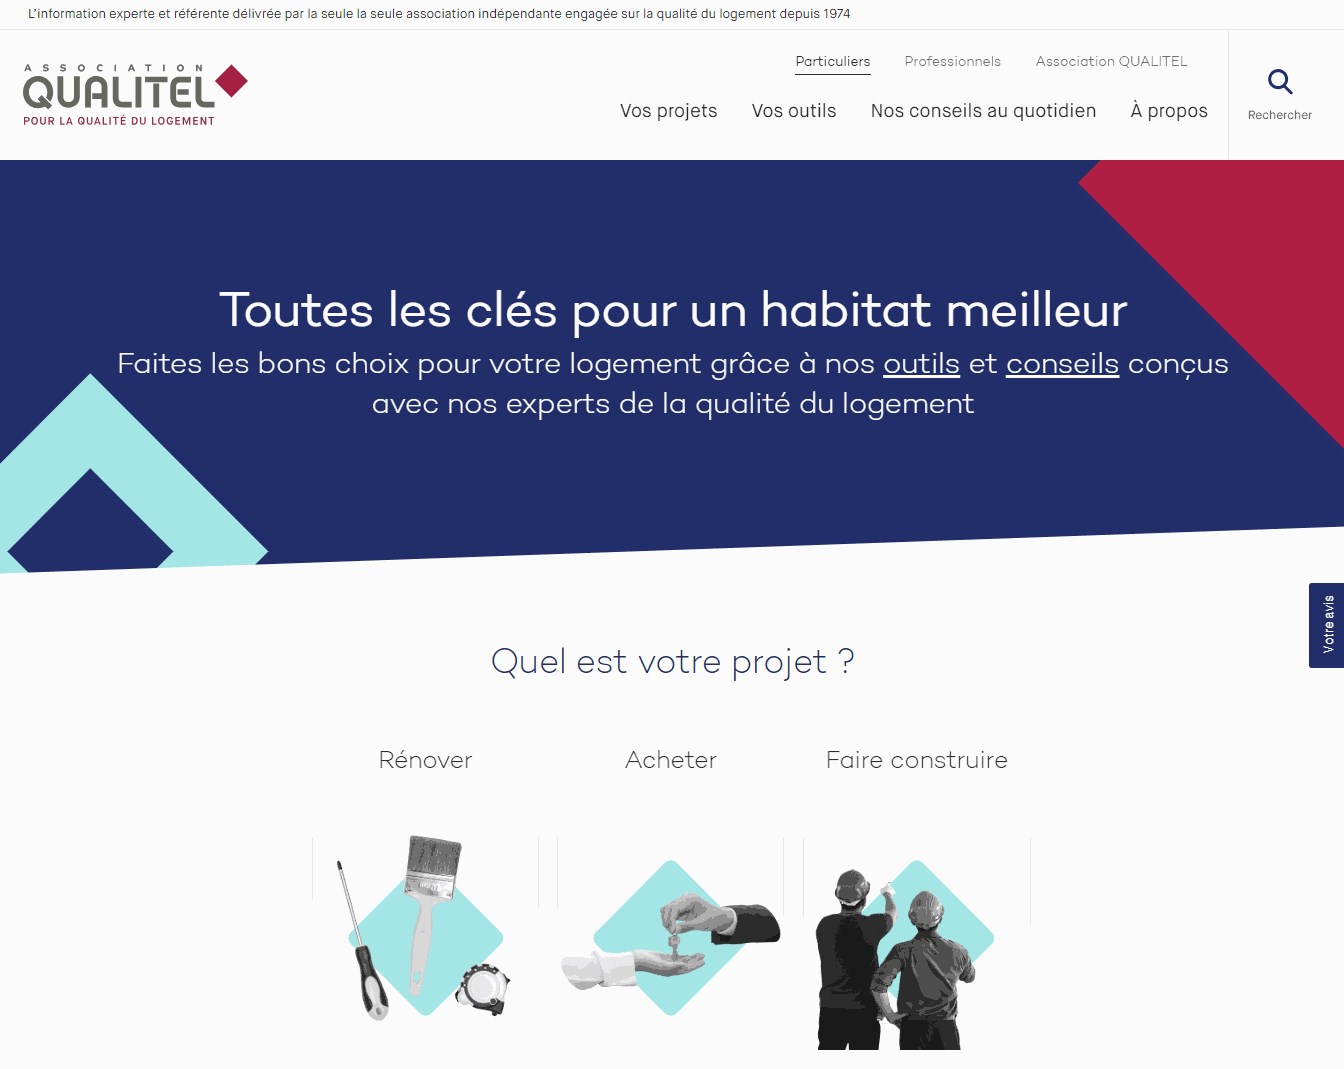 L'information experte et référente délivrée par la seule la seule association indépendante engagée sur la qualité du logement depuis 1974
ASSOCIATION
QUALITEL
POUR LA QUALITÉ DU LOGEMENT
Particuliers
Professionnels
Association QUALITEL
Vos projets
Vos outils
Nos conseils au quotidien
À propos
Rechercher
Toutes les clés pour un habitat meilleur
Faites les bons choix pour votre logement grâce à nos outils et conseils conçus
avec nos experts de la qualité du logement
Votre avis
Quel est votre projet ?
Rénover
Acheter
Faire construire